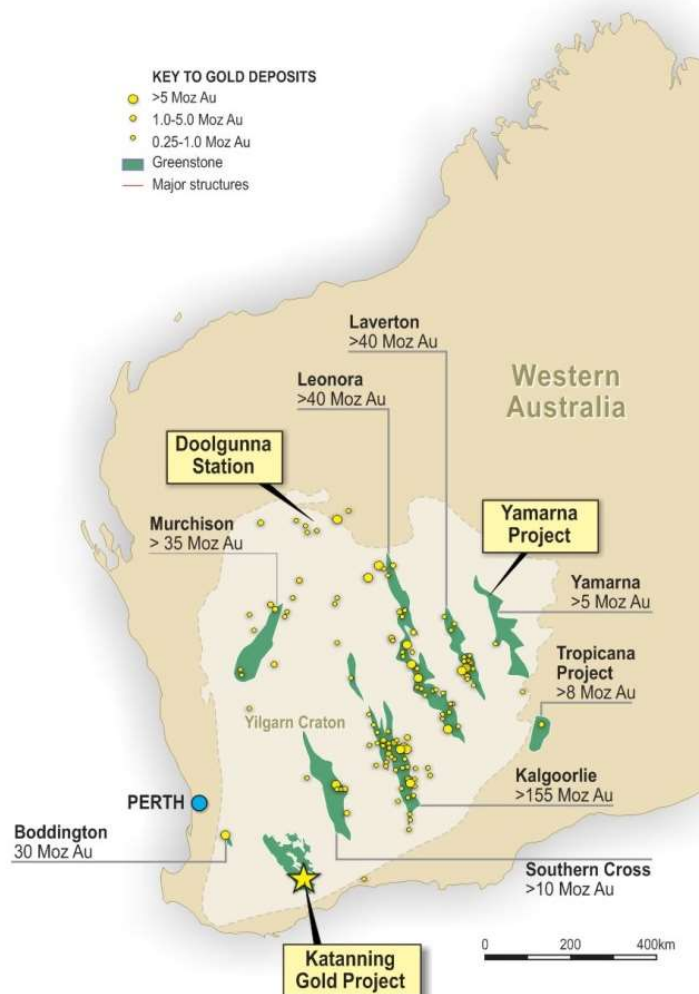 KEY TO GOLD DEPOSITS
>5 Moz Au
1.0-5.0 Moz Au
0.25-1.0 Moz Au
Greenstone
Major structures
Laverton
>40 Moz Au
Leonora
>40 Moz Au
Western
Australia
Doolgunna
Station
Murchison
> 35 Moz Au
Yamarna
Project
Yamarna
>5 Moz Au
Tropicana
Project
>8 Moz Au
Yilgarn Craton
Kalgoorlie
>155 Moz Au
PERTH
Boddington
30 Moz Au
Southern Cross
>10 Moz Au
Katanning
Gold Project
0 200 400km